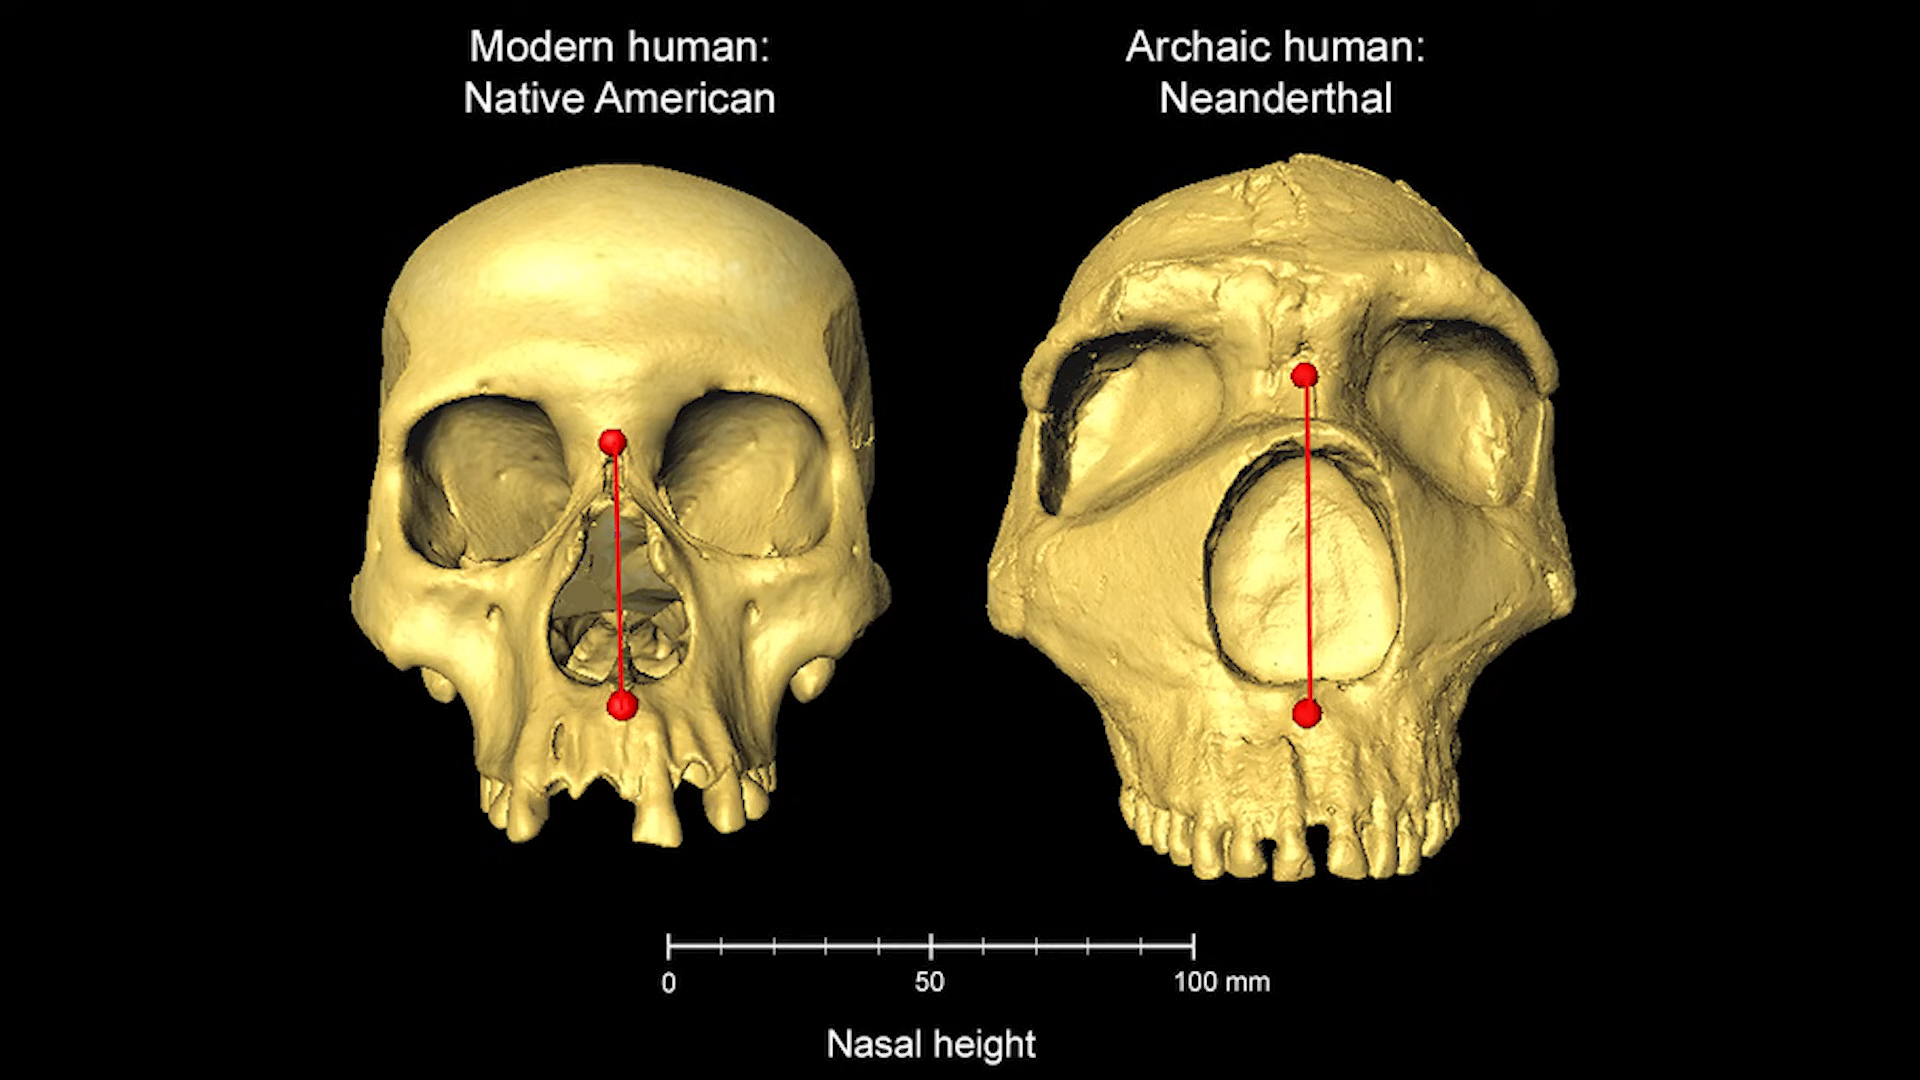 Modern human:
Native American
Archaic human:
Neanderthal
0
50
100 mm
Nasal height